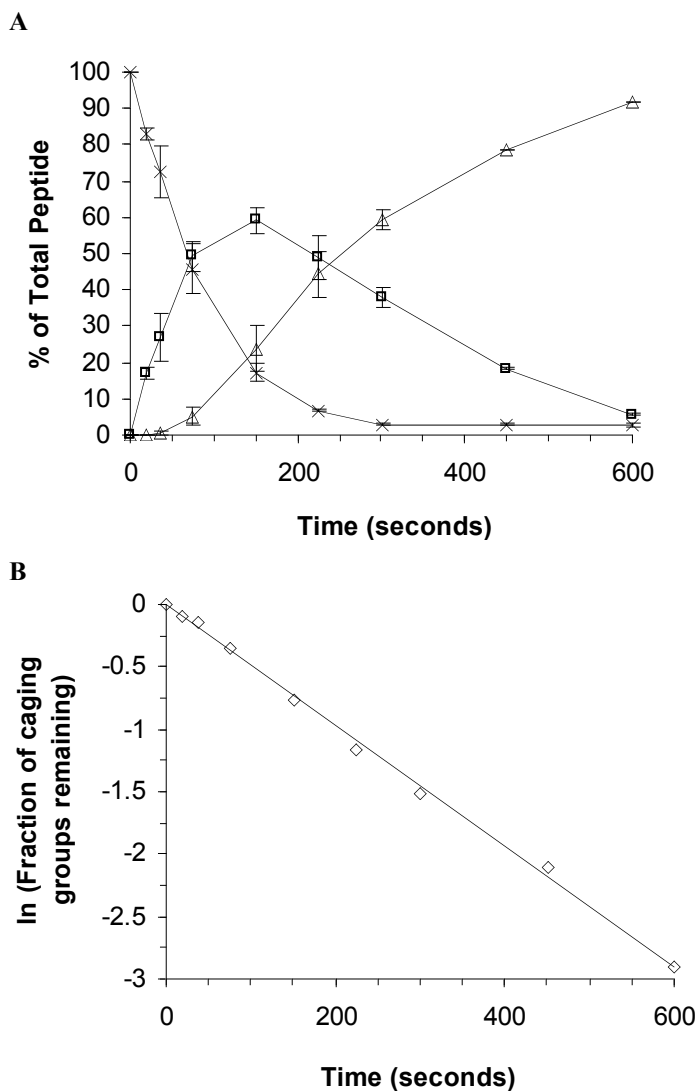 A
100
90
80
70
60
50
40
30
20
10
0
% of Total Peptide
0 200 400 600
Time (seconds)
B
0
-0.5
-1
-1.5
-2
-2.5
-3
ln (Fraction of caging
groups remaining)
0 200 400 600
Time (seconds)